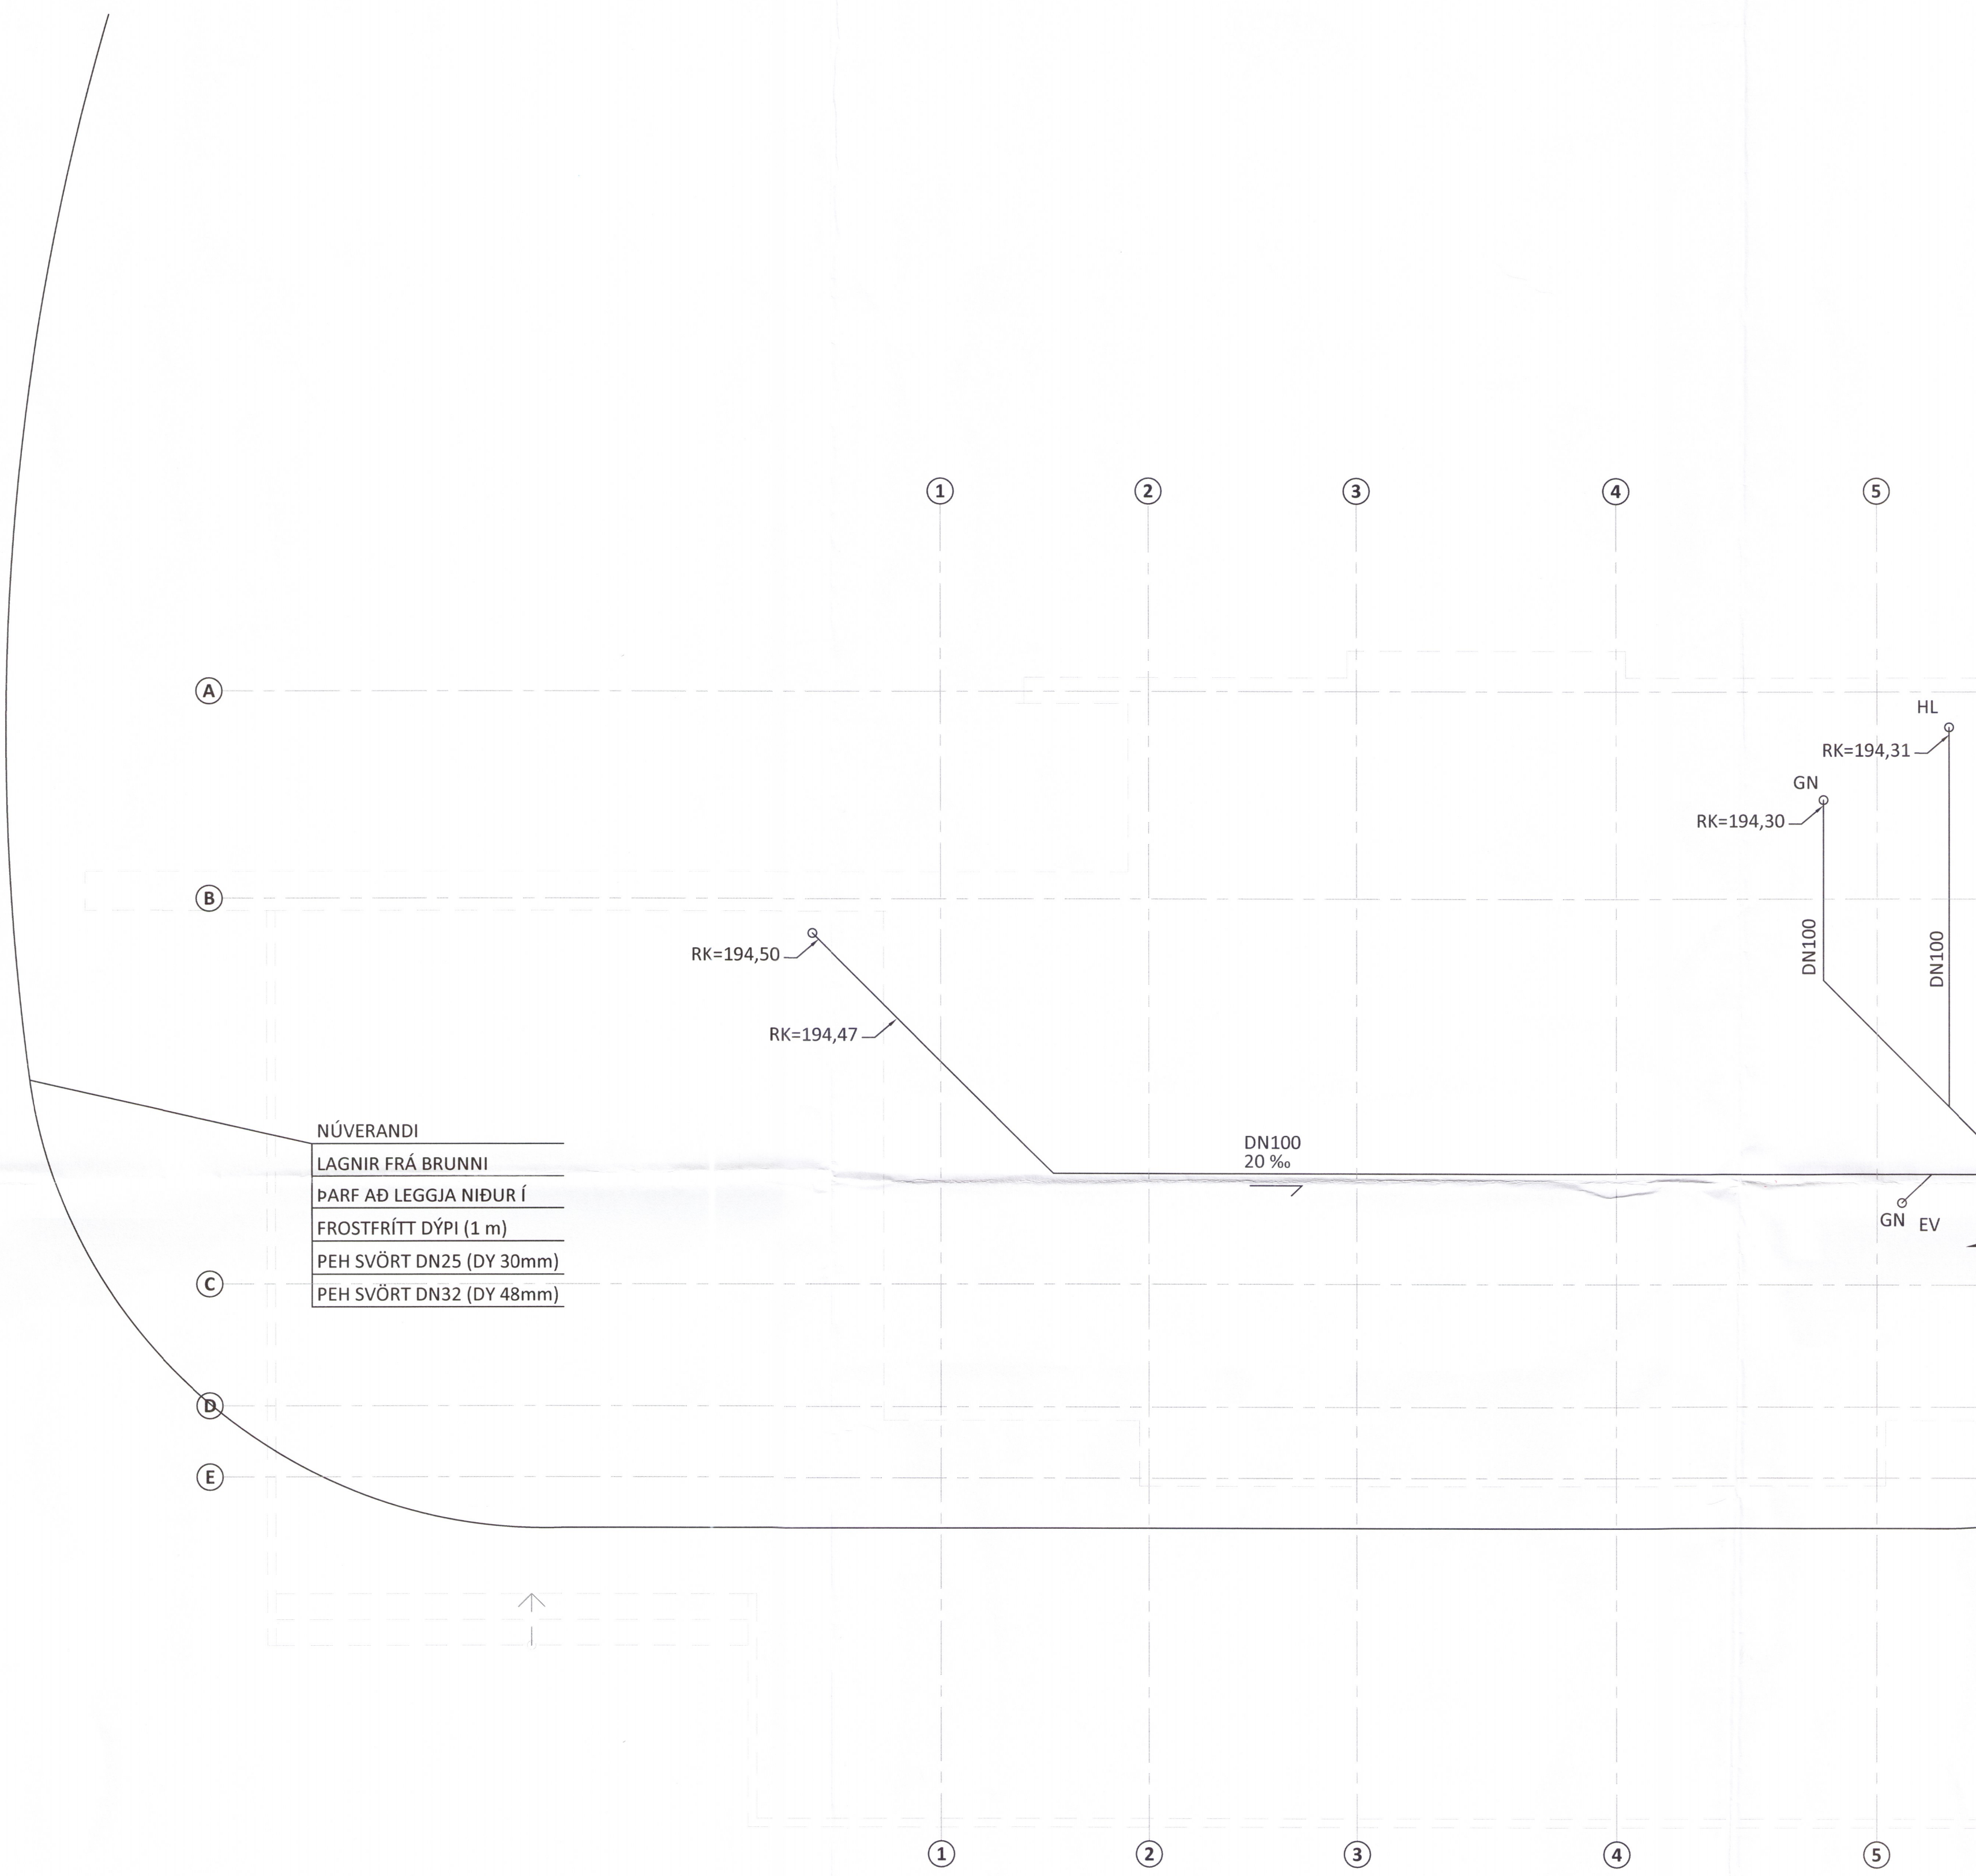 1 2 3 4 5
A
HL
RK=194,31
GN
RK=194,30
B
DN100
DN100
RK=194,50
RK=194,47
NÚVERANDI
LAGNIR FRÁ BRUNNI
ÞARF AÐ LEGGJA NIÐUR Í
FROSTFRÍTT DÝPI (1 m)
PEH SVÖRT DN25 (DY 30mm)
PEH SVÖRT DN32 (DY 48mm)
DN100
20 ‰
GN EV
C
D
E
1 2 3 4 5